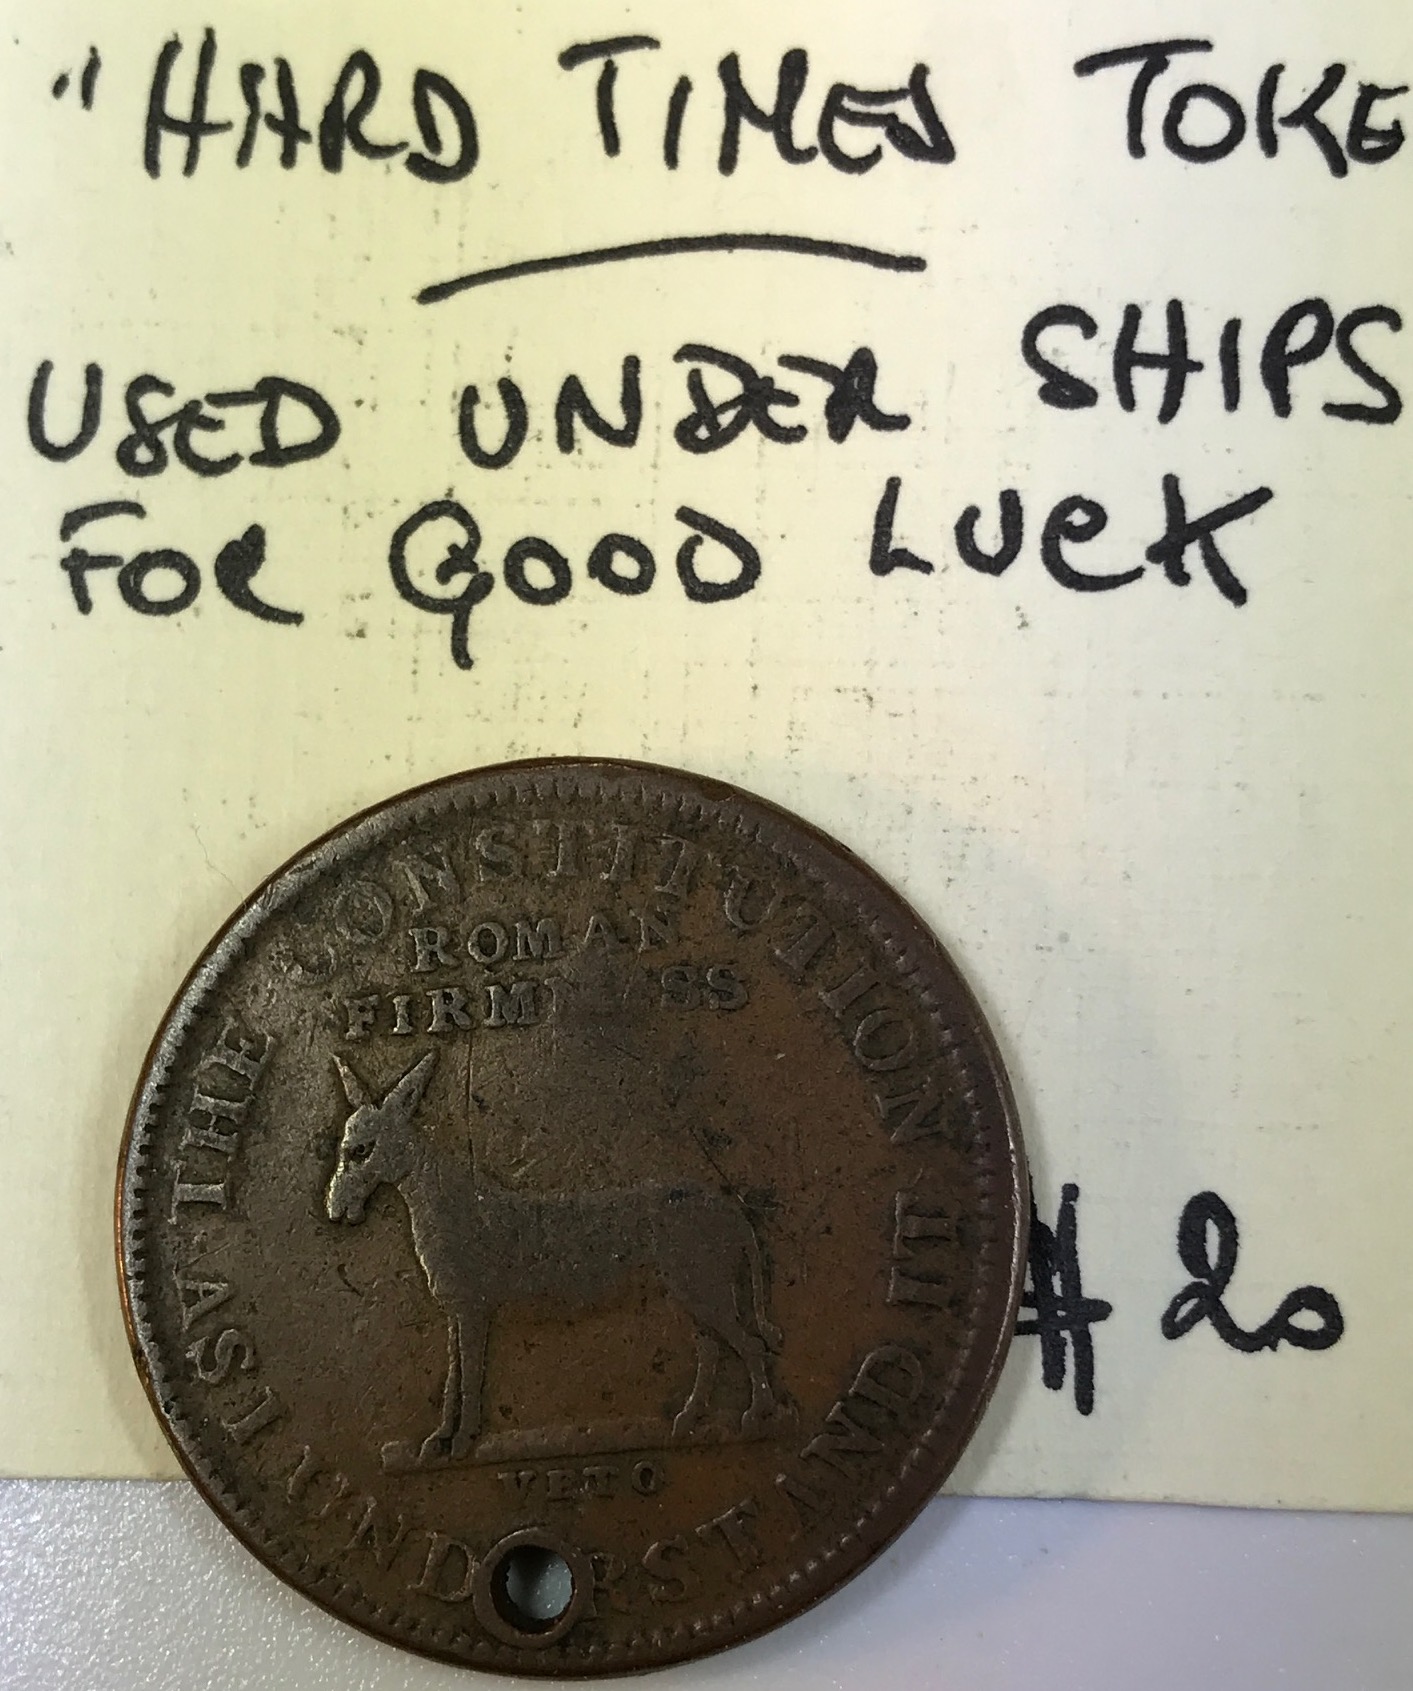 "HARD TIMES TOKE
USED UNDER SHIPS
FOR GOOD LUCK
$20
THE CONSTITUTION AS I UNDERSTAND IT
ROMAN
FIRMNESS
VETO